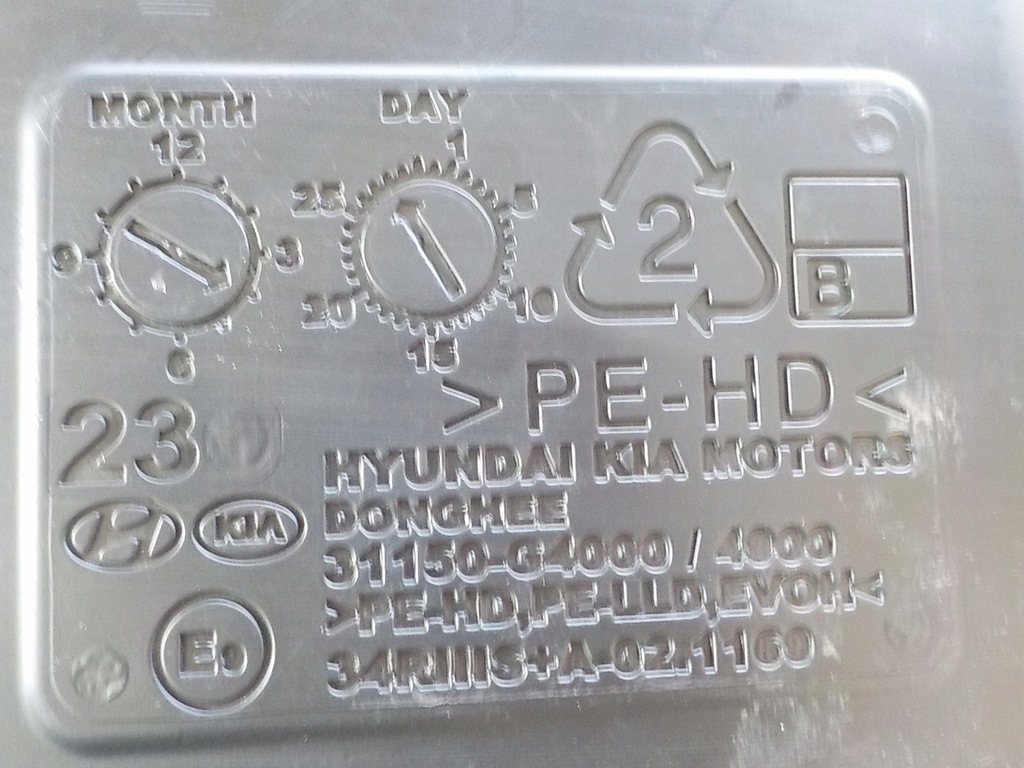 MONTH
12
3
6
9
DAY
1
5
10
15
20
25
2
B
>PE-HD<
23
HYUNDAI KIA MOTORS
DONGHEE
31150-G4000 / 4000
>PE-HD,PE-LLD,EVOH<
KIA
E9
34RIIIS+A-02/1160